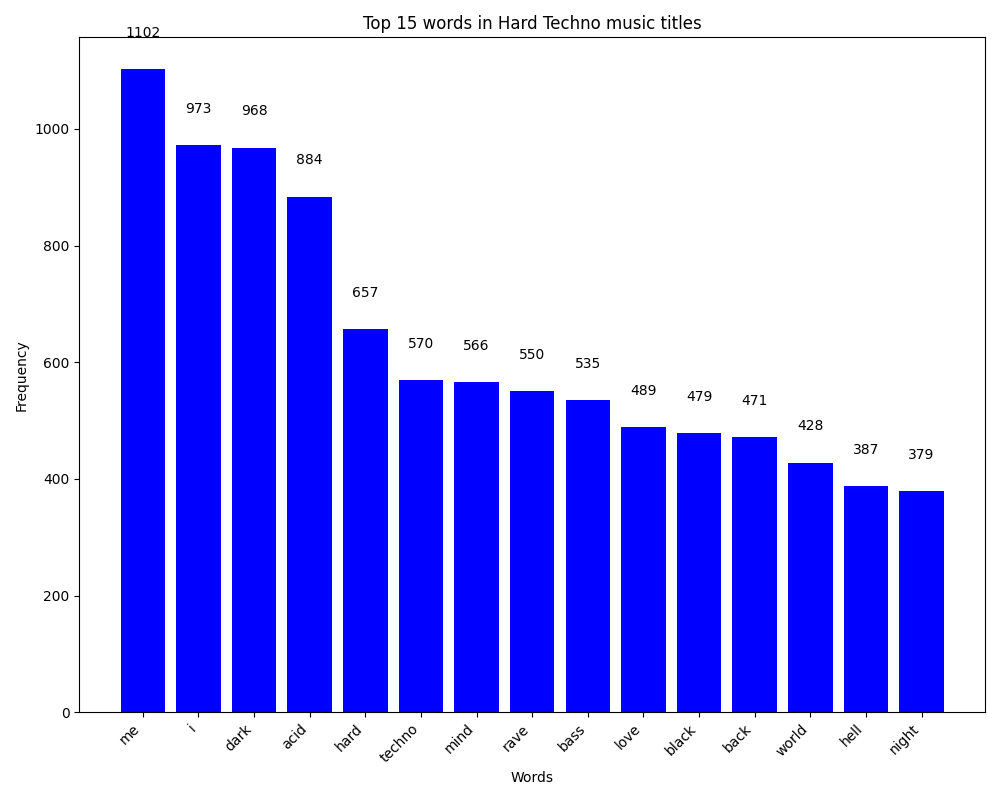 Top 15 words in Hard Techno music titles
1102
973
968
884
657
570
566
550
535
489
479
471
428
387
379
1000
800
600
400
200
0
Frequency
me
i
dark
acid
hard
techno
mind
rave
bass
love
black
back
world
hell
night
Words